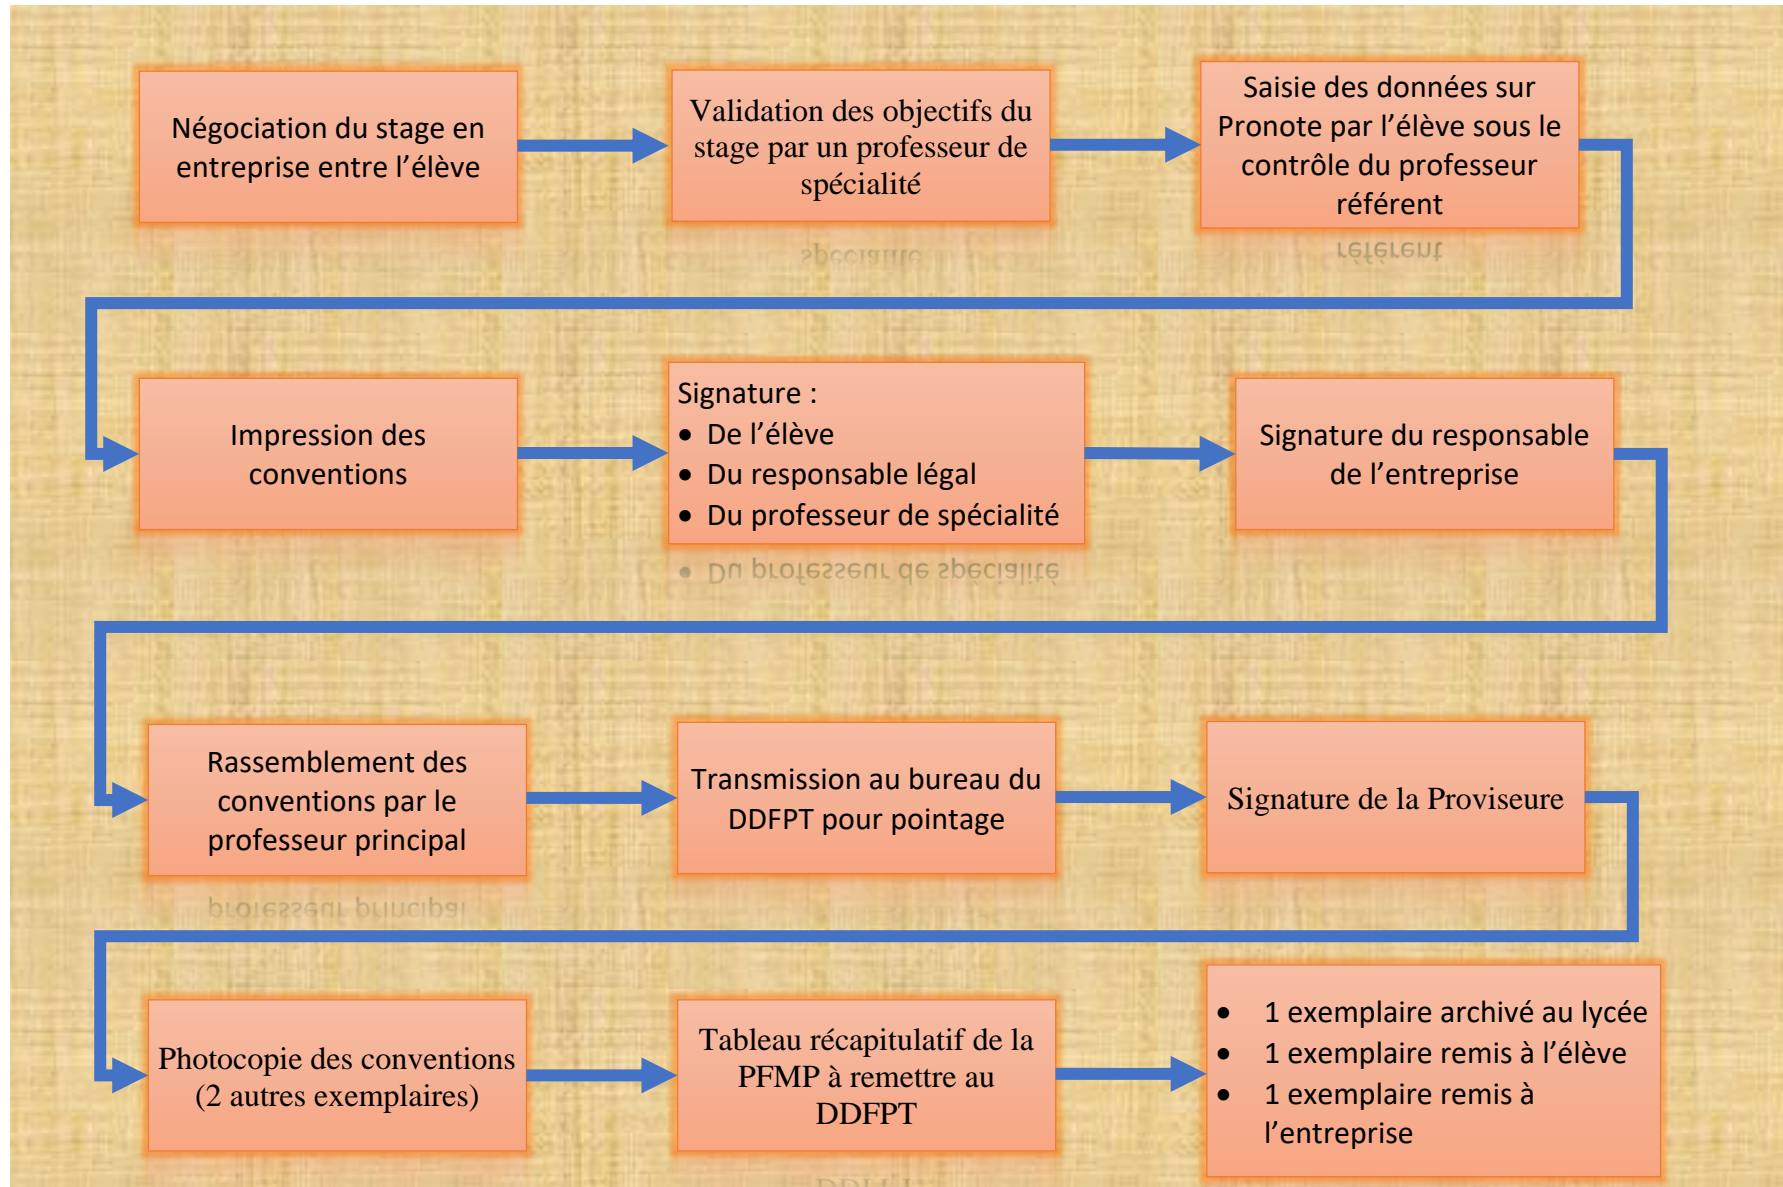 Négociation du stage en
entreprise entre l’élève
Validation des objectifs du
stage par un professeur de
spécialité
Saisie des données sur
Pronote par l’élève sous le
contrôle du professeur
référent
Impression des
conventions
Signature :
• De l’élève
• Du responsable légal
• Du professeur de spécialité
Signature du responsable
de l’entreprise
Rassemblement des
conventions par le
professeur principal
Transmission au bureau du
DDFPT pour pointage
Signature de la Proviseure
Photocopie des conventions
(2 autres exemplaires)
Tableau récapitulatif de la
PFMP à remettre au
DDFPT
• 1 exemplaire archivé au lycée
• 1 exemplaire remis à l’élève
• 1 exemplaire remis à
l’entreprise